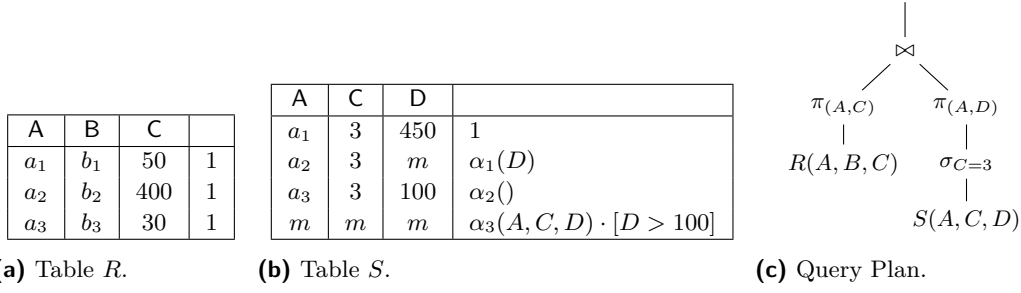 A B C
a₁ b₁ 50 1
a₂ b₂ 400 1
a₃ b₃ 30 1
(a) Table R.
A C D
a₁ 3 450 1
a₂ 3 m α₁(D)
a₃ 3 100 α₂()
m m m α₃(A, C, D) · [D > 100]
(b) Table S.
⋈
π(A,C) π(A,D)
R(A, B, C) σC=3
S(A, C, D)
(c) Query Plan.